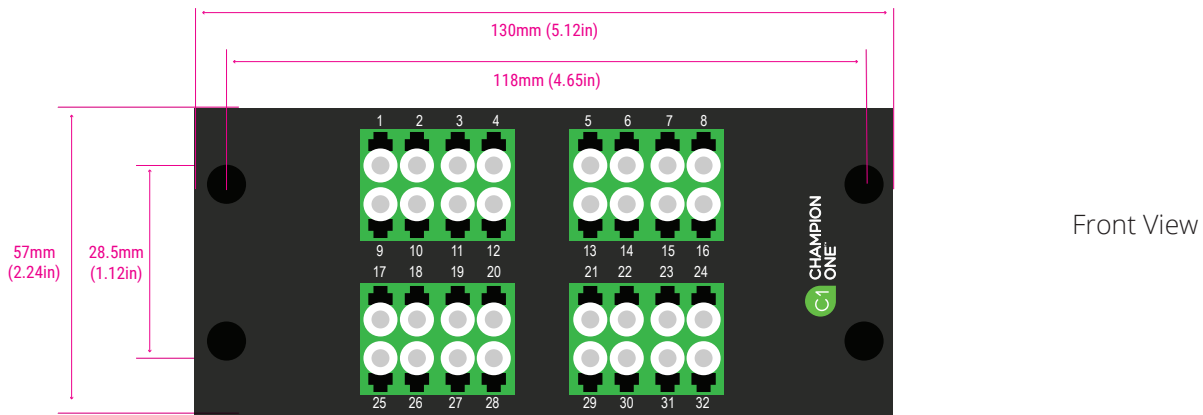 130mm (5.12in)
118mm (4.65in)
1 2 3 4 5 6 7 8
57mm
(2.24in)
28.5mm
(1.12in)
9 10 11 12 13 14 15 16
17 18 19 20 21 22 23 24
25 26 27 28 29 30 31 32
C1 CHAMPION
ONE
Front View